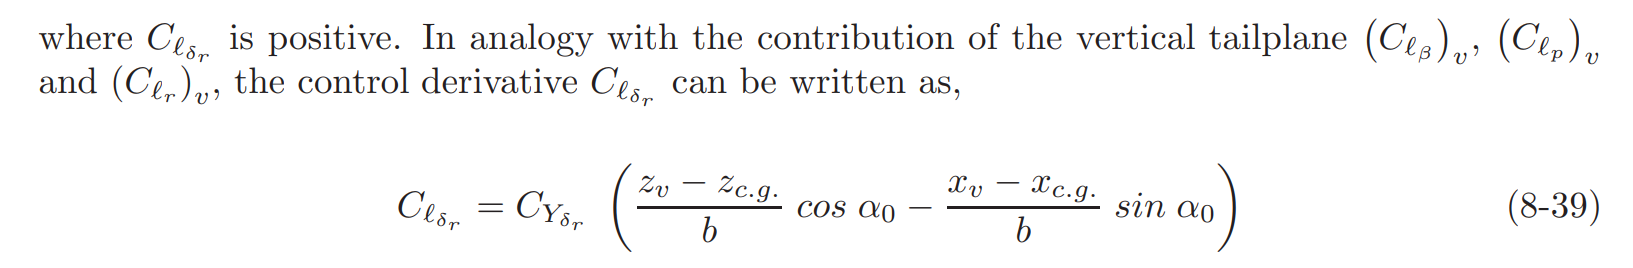 where $C_{\ell_{\delta_r}}$ is positive. In analogy with the contribution of the vertical tailplane $\left(C_{\ell_\beta}\right)_v$, $\left(C_{\ell_p}\right)_v$
and $\left(C_{\ell_r}\right)_v$, the control derivative $C_{\ell_{\delta_r}}$ can be written as,
$C_{\ell_{\delta_r}} = C_{Y_{\delta_r}} \left( \frac{z_v - z_{c.g.}}{b} \cos \alpha_0 - \frac{x_v - x_{c.g.}}{b} \sin \alpha_0 \right)$ (8-39)